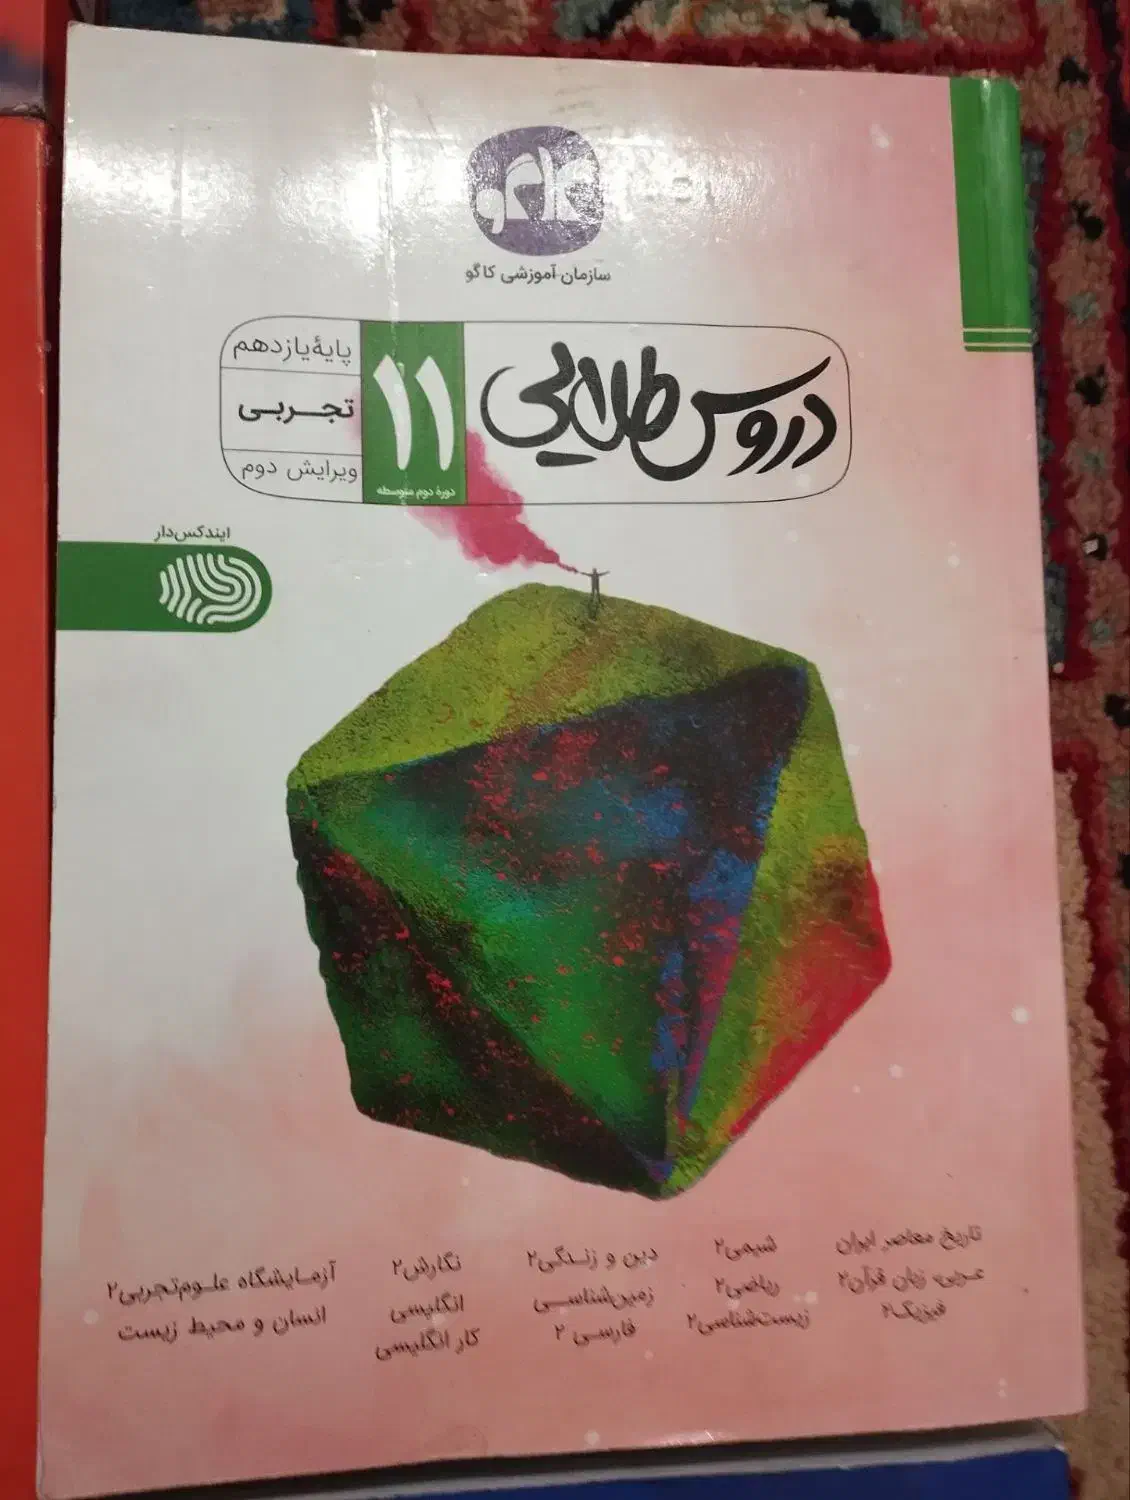 کاگو
سازمان آموزشی کاگو
دروس طلایی
۱۱
دورهٔ دوم متوسطه
پایهٔ یازدهم
تجربی
ویرایش دوم
ایندکس‌دار
تاریخ معاصر ایران
عربی، زبان قرآن۲
فیزیک۲
شیمی۲
ریاضی۲
زیست‌شناسی۲
دین و زندگی۲
زمین‌شناسی
فارسی ۲
نگارش۲
انگلیسی
کار انگلیسی
آزمایشگاه علوم‌تجربی۲
انسان و محیط زیست